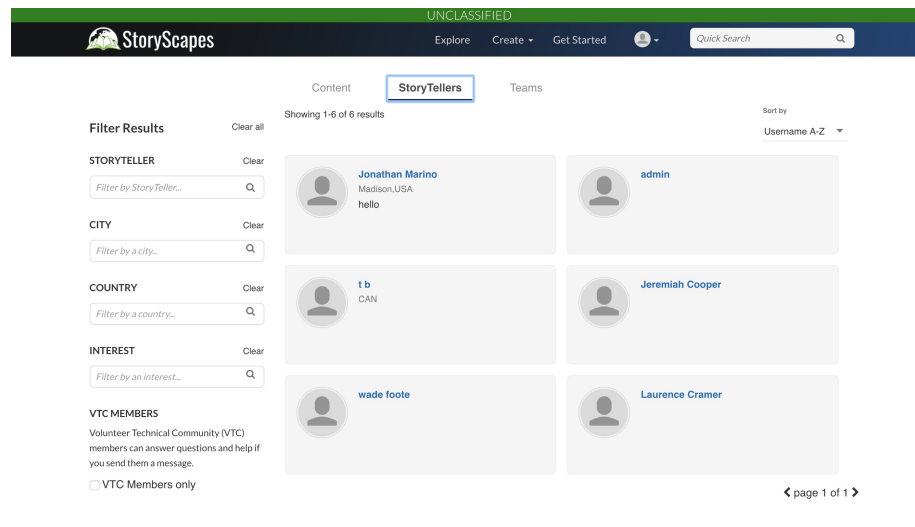 UNCLASSIFIED
StoryScapes
Explore Create Get Started Quick Search
Content StoryTellers Teams
Showing 1-6 of 6 results
Sort by
Username A-Z
Filter Results Clear all
STORYTELLER Clear
Filter by StoryTeller...
CITY Clear
Filter by a city...
COUNTRY Clear
Filter by a country...
INTEREST Clear
Filter by an interest...
VTC MEMBERS
Volunteer Technical Community (VTC)
members can answer questions and help if
you send them a message.
VTC Members only
Jonathan Marino
Madison,USA
hello
admin
t b
CAN
Jeremiah Cooper
wade foote
Laurence Cramer
page 1 of 1